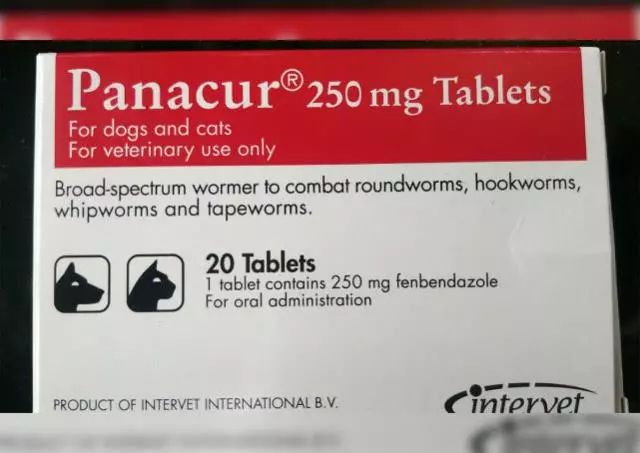 Panacur® 250 mg Tablets
For dogs and cats
For veterinary use only
Broad-spectrum wormer to combat roundworms, hookworms,
whipworms and tapeworms.
20 Tablets
1 tablet contains 250 mg fenbendazole
For oral administration
PRODUCT OF INTERVET INTERNATIONAL B.V.
intervet